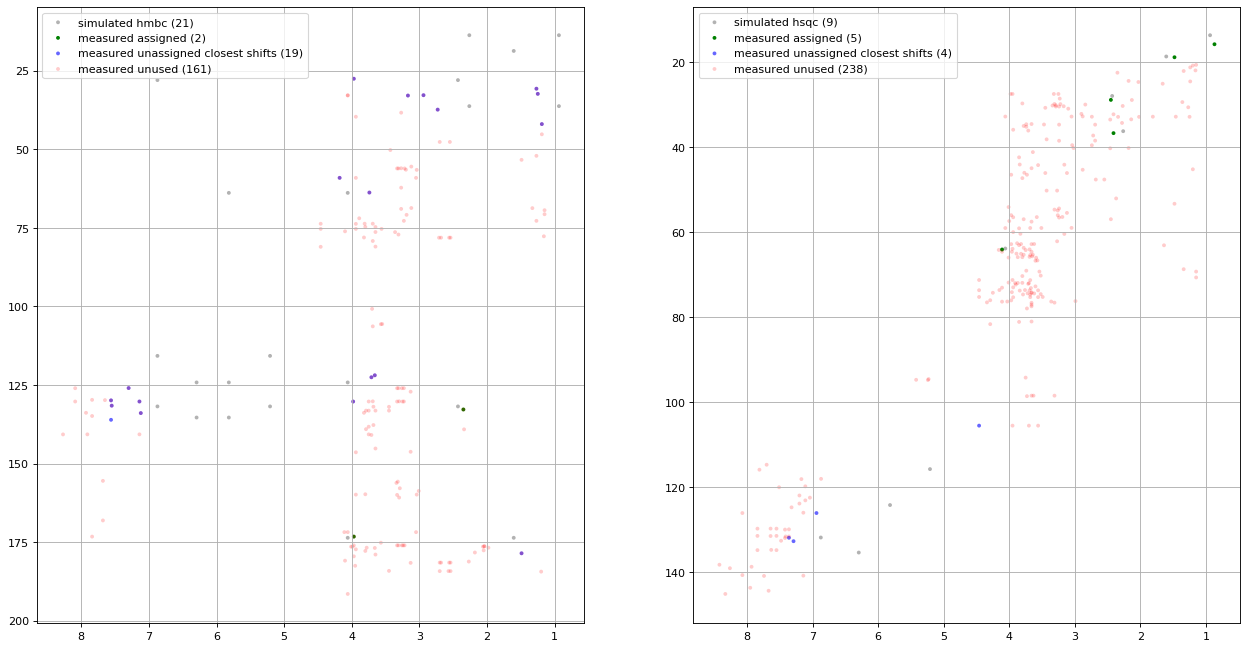 simulated hmbc (21)
measured assigned (2)
measured unassigned closest shifts (19)
measured unused (161)
25
50
75
100
125
150
175
200
8 7 6 5 4 3 2 1
simulated hsqc (9)
measured assigned (5)
measured unassigned closest shifts (4)
measured unused (238)
20
40
60
80
100
120
140
8 7 6 5 4 3 2 1